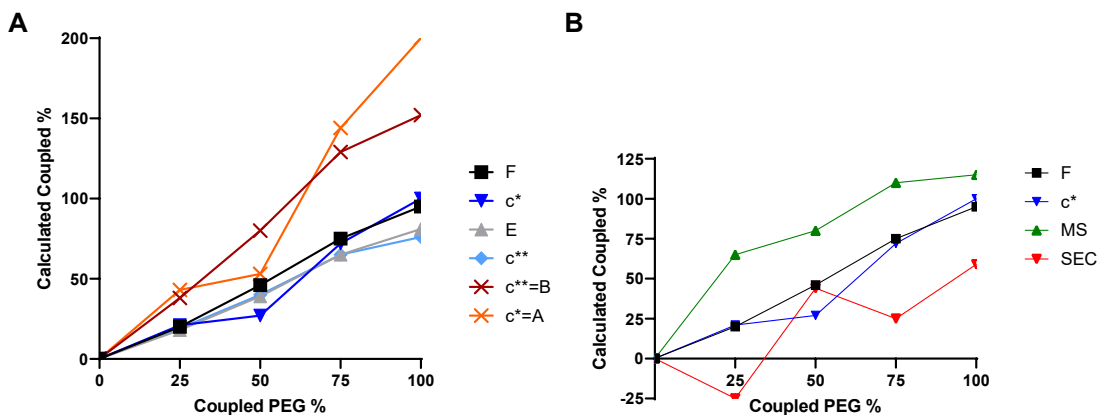 A
200
150
100
50
0
Calculated Coupled %
0 25 50 75 100
Coupled PEG %
F
c*
E
c**
c**=B
c*=A
B
125
100
75
50
25
0
-25
Calculated Coupled %
25 50 75 100
Coupled PEG %
F
c*
MS
SEC